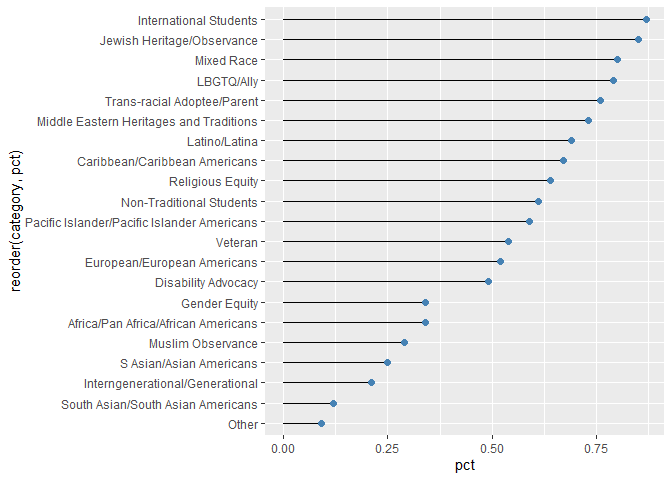 International Students
Jewish Heritage/Observance
Mixed Race
LBGTQ/Ally
Trans-racial Adoptee/Parent
Middle Eastern Heritages and Traditions
Latino/Latina
Caribbean/Caribbean Americans
Religious Equity
Non-Traditional Students
Pacific Islander/Pacific Islander Americans
Veteran
European/European Americans
Disability Advocacy
Gender Equity
Africa/Pan Africa/African Americans
Muslim Observance
S Asian/Asian Americans
Interngenerational/Generational
South Asian/South Asian Americans
Other
reorder(category, pct)
0.00 0.25 0.50 0.75
pct